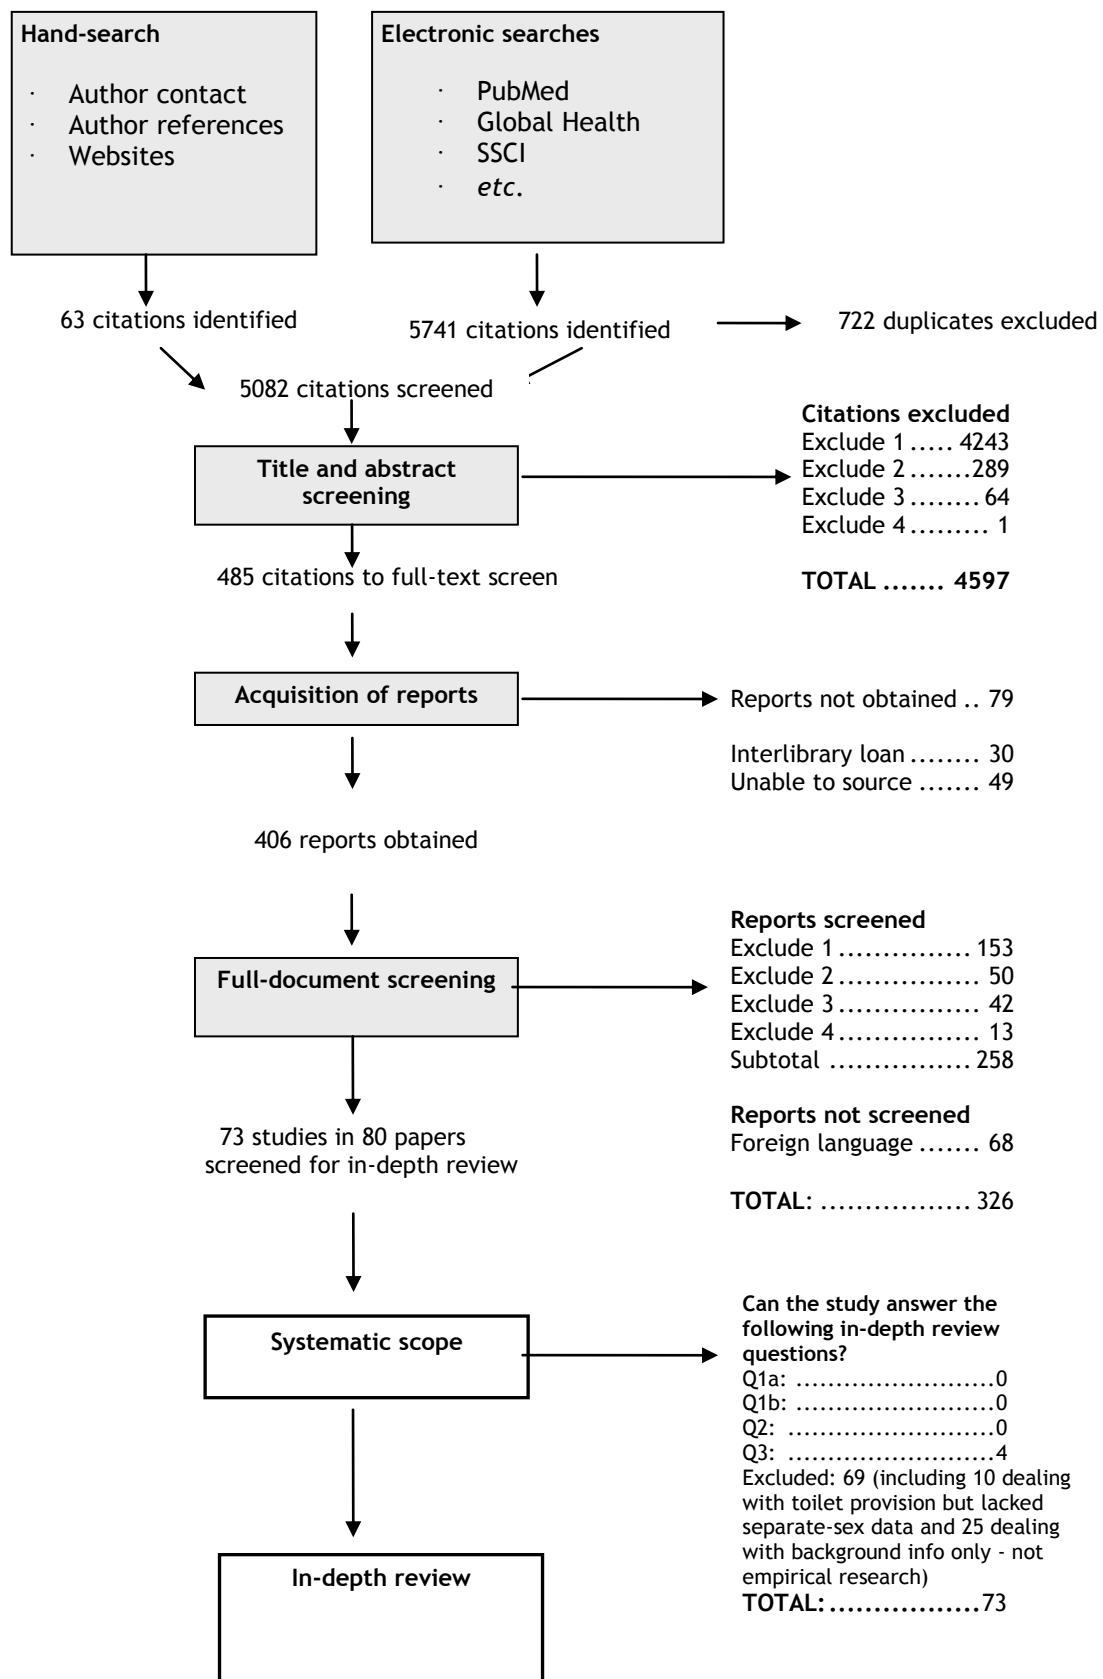 Hand-search
· Author contact
· Author references
· Websites
Electronic searches
· PubMed
· Global Health
· SSCI
· etc.
63 citations identified
5741 citations identified
722 duplicates excluded
5082 citations screened
Title and abstract
screening
Citations excluded
Exclude 1 ..... 4243
Exclude 2 .......289
Exclude 3 ........ 64
Exclude 4 ......... 1
TOTAL ....... 4597
485 citations to full-text screen
Acquisition of reports
Reports not obtained .. 79
Interlibrary loan ........ 30
Unable to source ....... 49
406 reports obtained
Full-document screening
Reports screened
Exclude 1 ............... 153
Exclude 2 ................ 50
Exclude 3 ................ 42
Exclude 4 ................ 13
Subtotal ................ 258
Reports not screened
Foreign language ....... 68
TOTAL: ................. 326
73 studies in 80 papers
screened for in-depth review
Systematic scope
Can the study answer the
following in-depth review
questions?
Q1a: .........................0
Q1b: .........................0
Q2: .........................0
Q3: .........................4
Excluded: 69 (including 10 dealing
with toilet provision but lacked
separate-sex data and 25 dealing
with background info only - not
empirical research)
TOTAL: .................73
In-depth review